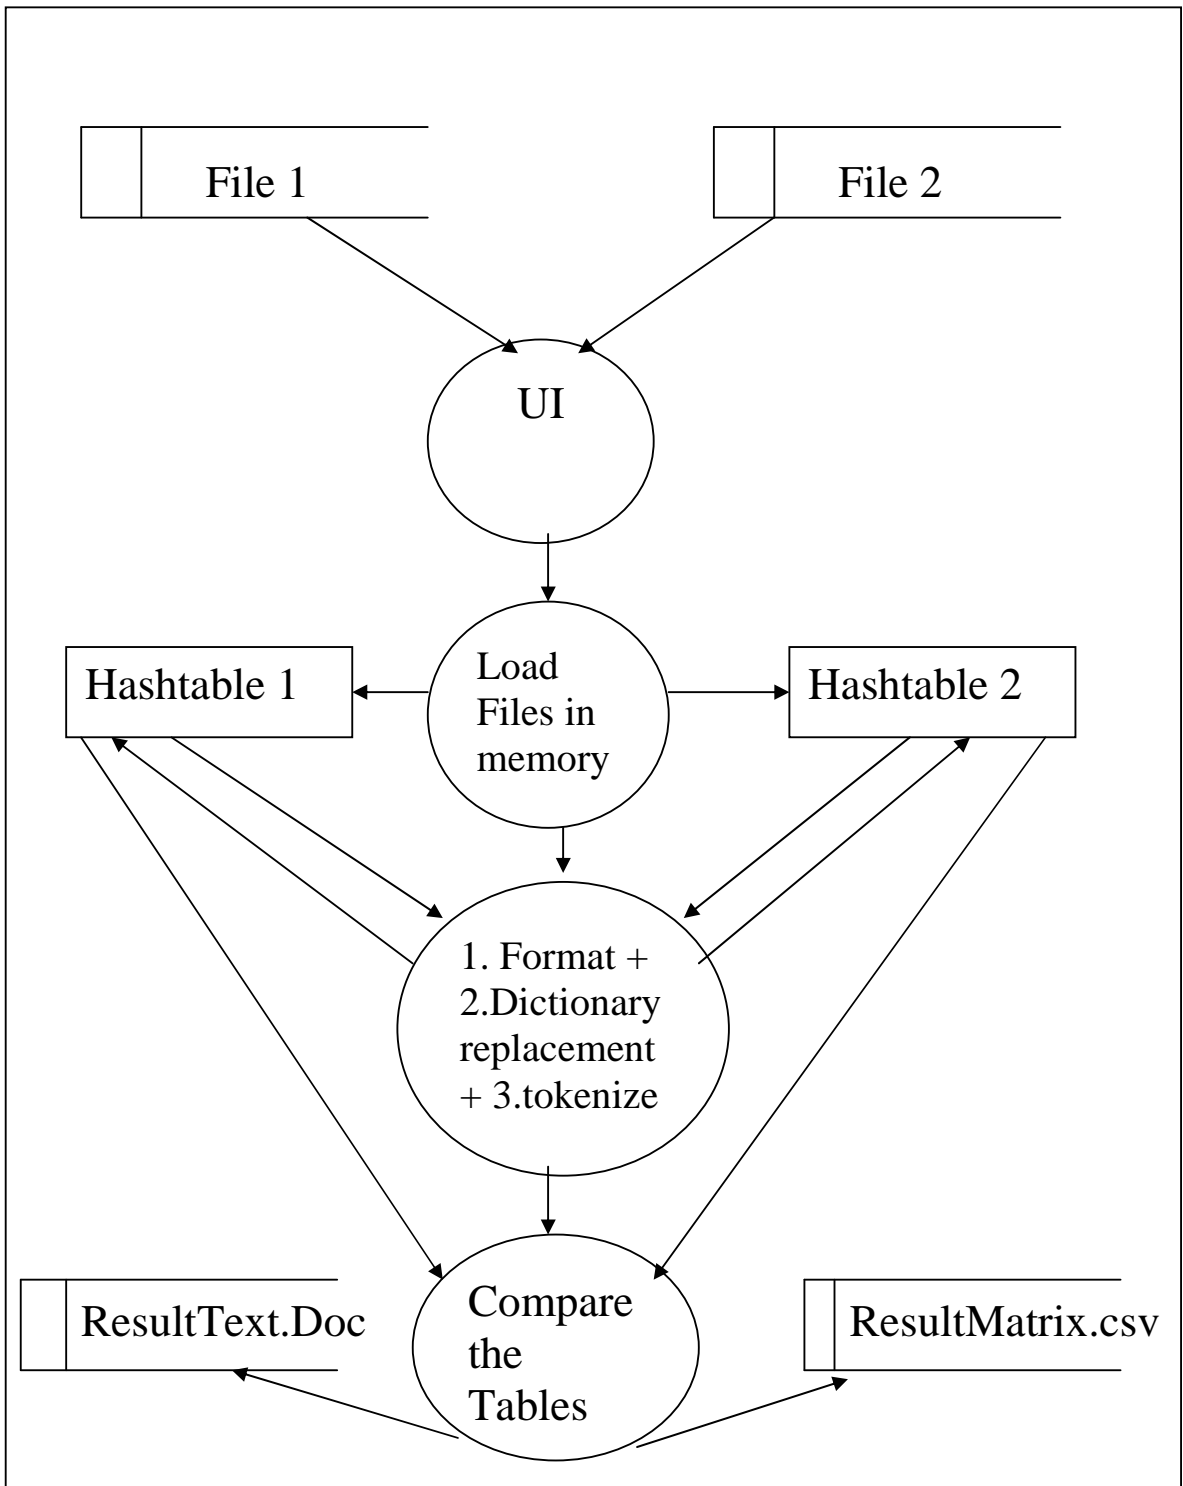 File 1
File 2
UI
Hashtable 1
Load
Files in
memory
Hashtable 2
1. Format +
2.Dictionary
replacement
+ 3.tokenize
ResultText.Doc
Compare
the
Tables
ResultMatrix.csv